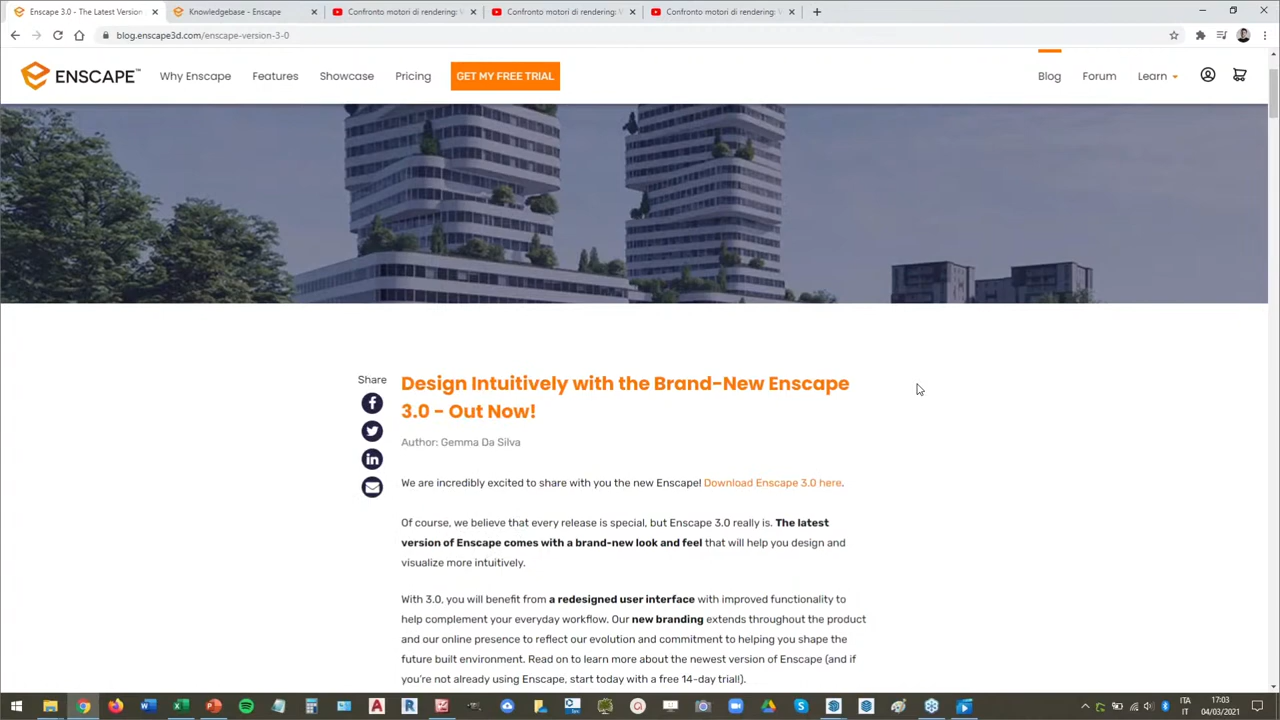 Enscape 3.0 - The Latest Version
Knowledgebase - Enscape
Confronto motori di rendering: V
Confronto motori di rendering: V
Confronto motori di rendering: V
blog.enscape3d.com/enscape-version-3-0
ENSCAPE™
Why Enscape
Features
Showcase
Pricing
GET MY FREE TRIAL
Blog
Forum
Learn
Share
Design Intuitively with the Brand-New Enscape
3.0 - Out Now!
Author: Gemma Da Silva
We are incredibly excited to share with you the new Enscape! Download Enscape 3.0 here.
Of course, we believe that every release is special, but Enscape 3.0 really is. The latest
version of Enscape comes with a brand-new look and feel that will help you design and
visualize more intuitively.
With 3.0, you will benefit from a redesigned user interface with improved functionality to
help complement your everyday workflow. Our new branding extends throughout the product
and our online presence to reflect our evolution and commitment to helping you shape the
future built environment. Read on to learn more about the newest version of Enscape (and if
you're not already using Enscape, start today with a free 14-day trial!).
ITA
IT
17:03
04/03/2021